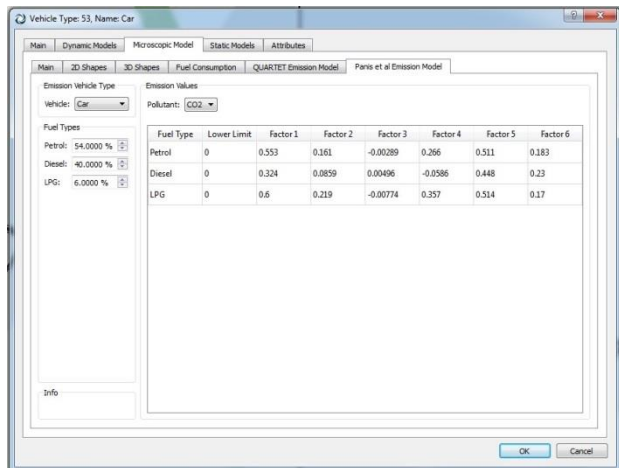 Vehicle Type: 53, Name: Car
Main Dynamic Models Microscopic Model Static Models Attributes
Main 2D Shapes 3D Shapes Fuel Consumption QUARTET Emission Model Panis et al Emission Model
Emission Vehicle Type
Vehicle: Car
Fuel Types
Petrol: 54.0000 %
Diesel: 40.0000 %
LPG: 6.0000 %
Info
Emission Values
Pollutant: CO2
Fuel Type Lower Limit Factor 1 Factor 2 Factor 3 Factor 4 Factor 5 Factor 6
Petrol 0 0.553 0.161 -0.00289 0.266 0.511 0.183
Diesel 0 0.324 0.0859 0.00496 -0.0586 0.448 0.23
LPG 0 0.6 0.219 -0.00774 0.357 0.514 0.17
OK Cancel